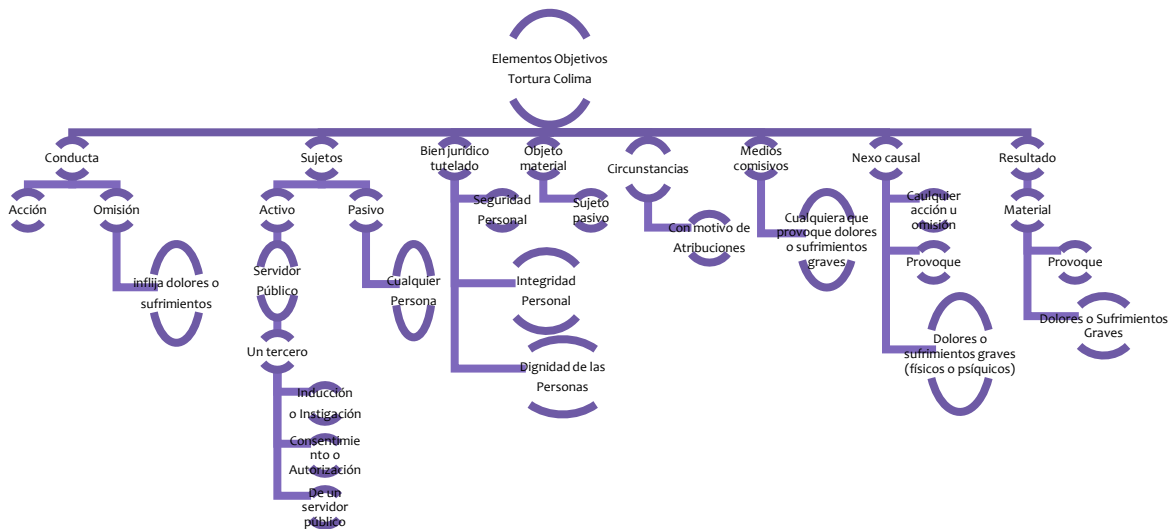 Elementos Objetivos
Tortura Colima
Conducta
Acción
Omisión
inflija dolores o
sufrimientos
Sujetos
Activo
Servidor
Público
Un tercero
Inducción
o Instigación
Consentimie
nto o
Autorización
De un
servidor
público
Pasivo
Cualquier
Persona
Bien jurídico
tutelado
Seguridad
Personal
Integridad
Personal
Dignidad de las
Personas
Objeto
material
Sujeto
pasivo
Circunstancias
Con motivo de
Atribuciones
Medios
comisivos
Cualquiera que
provoque dolores
o sufrimientos
graves
Nexo causal
Caulquier
acción u
omisión
Provoque
Dolores o
sufrimientos graves
(físicos o psíquicos)
Resultado
Material
Provoque
Dolores o Sufrimientos
Graves